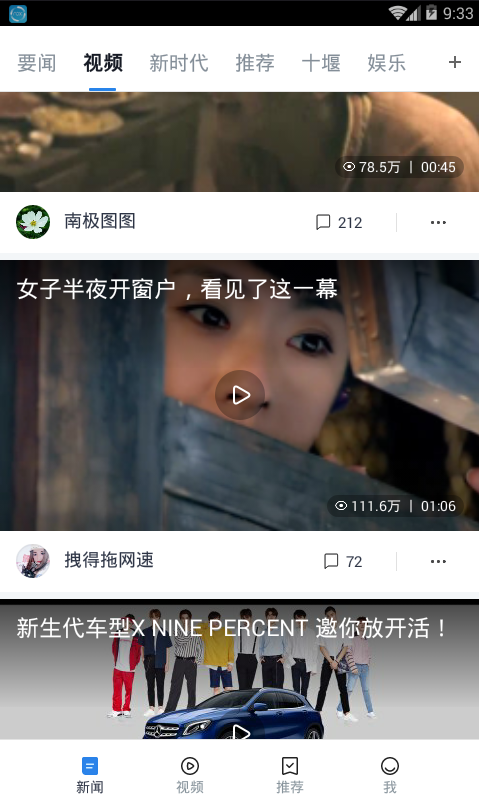 9:33
要闻 视频 新时代 推荐 十堰 娱乐 +
78.5万 | 00:45
南极图图 212
女子半夜开窗户，看见了这一幕
111.6万 | 01:06
拽得拖网速 72
新生代车型X NINE PERCENT 邀你放开活！
新闻 视频 推荐 我